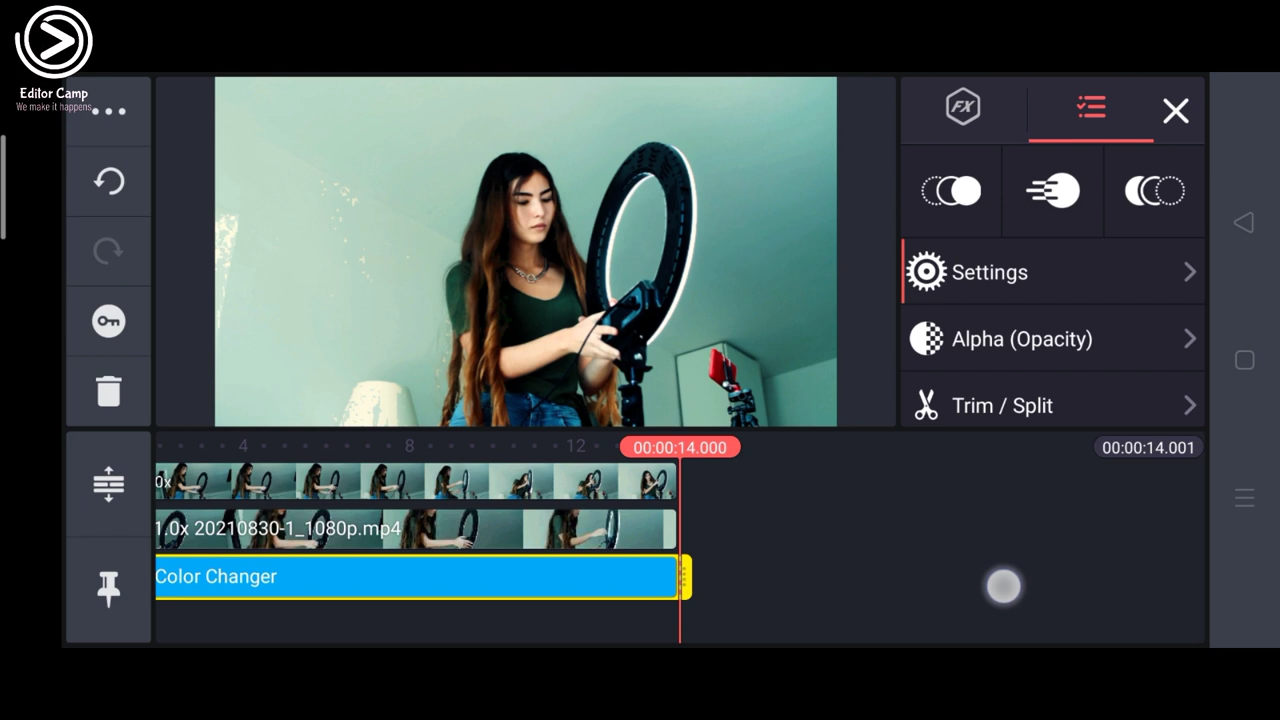 Editor Camp
We make it happens
FX
Settings
Alpha (Opacity)
Trim / Split
4
8
12
00:00:14.000
00:00:14.001
0x
1.0x 20210830-1_1080p.mp4
Color Changer